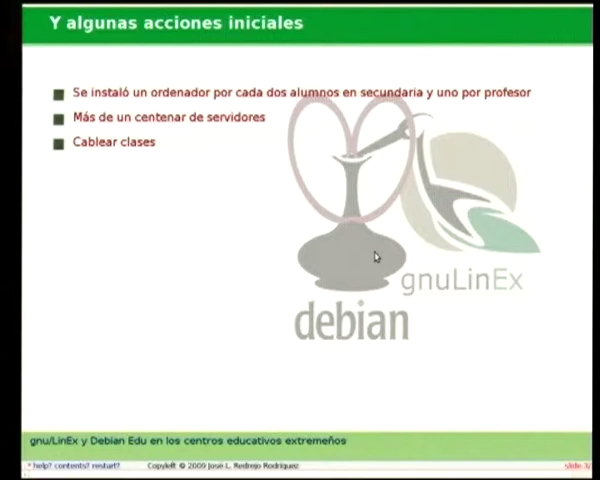 Y algunas acciones iniciales
Se instaló un ordenador por cada dos alumnos en secundaria y uno por profesor
Más de un centenar de servidores
Cablear clases
gnuLinEx
debian
gnu/LinEx y Debian Edu en los centros educativos extremeños
* help? contents? restart?
Copyleft © 2009 J.L. Redrejo Rodríguez
slide 3/